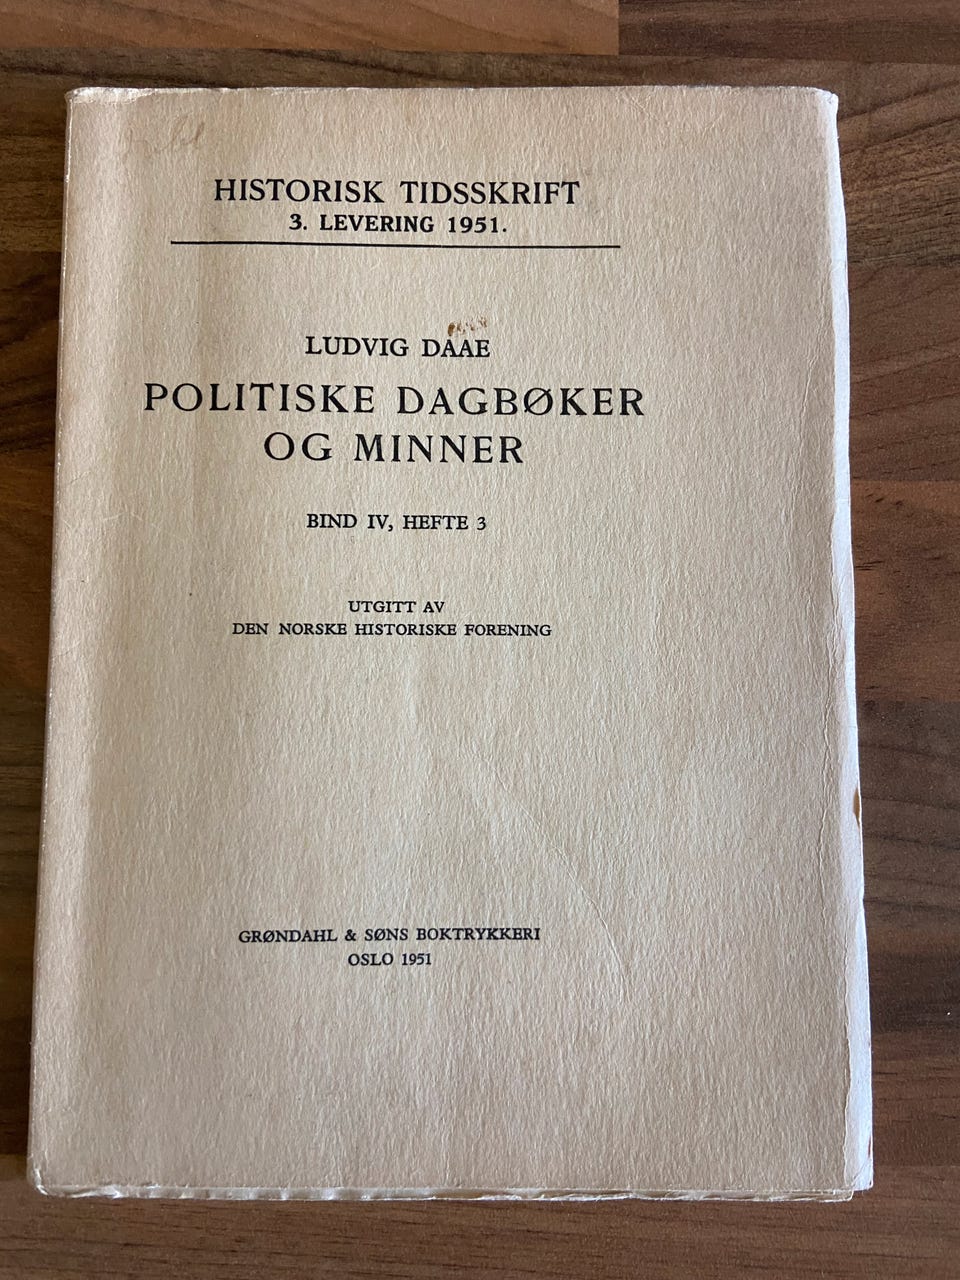 HISTORISK TIDSSKRIFT
3. LEVERING 1951.
LUDVIG DAAE
POLITISKE DAGBØKER
OG MINNER
BIND IV, HEFTE 3
UTGITT AV
DEN NORSKE HISTORISKE FORENING
GRØNDAHL & SØNS BOKTRYKKERI
OSLO 1951